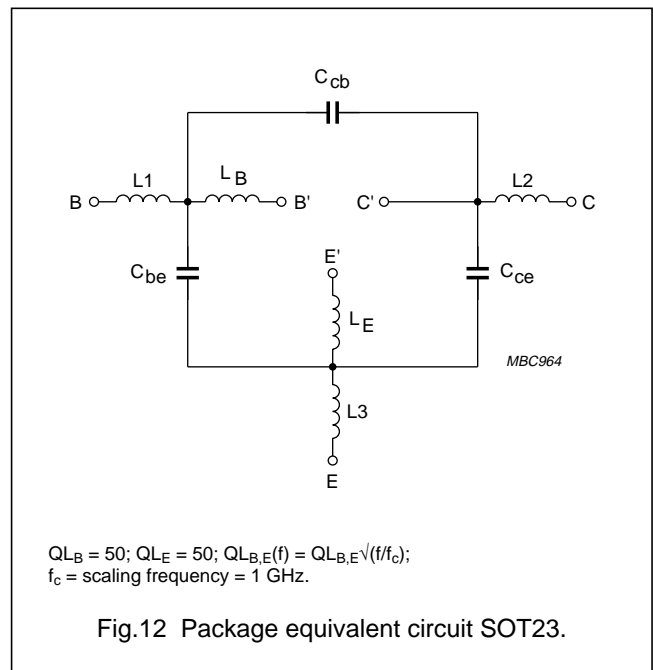 Ccb
L1
LB
L2
B
B'
C'
C
Cbe
E'
Cce
LE
MBC964
L3
E
QLB = 50; QLE = 50; QLB,E(f) = QLB,E√(f/fc);
fc = scaling frequency = 1 GHz.
Fig.12 Package equivalent circuit SOT23.